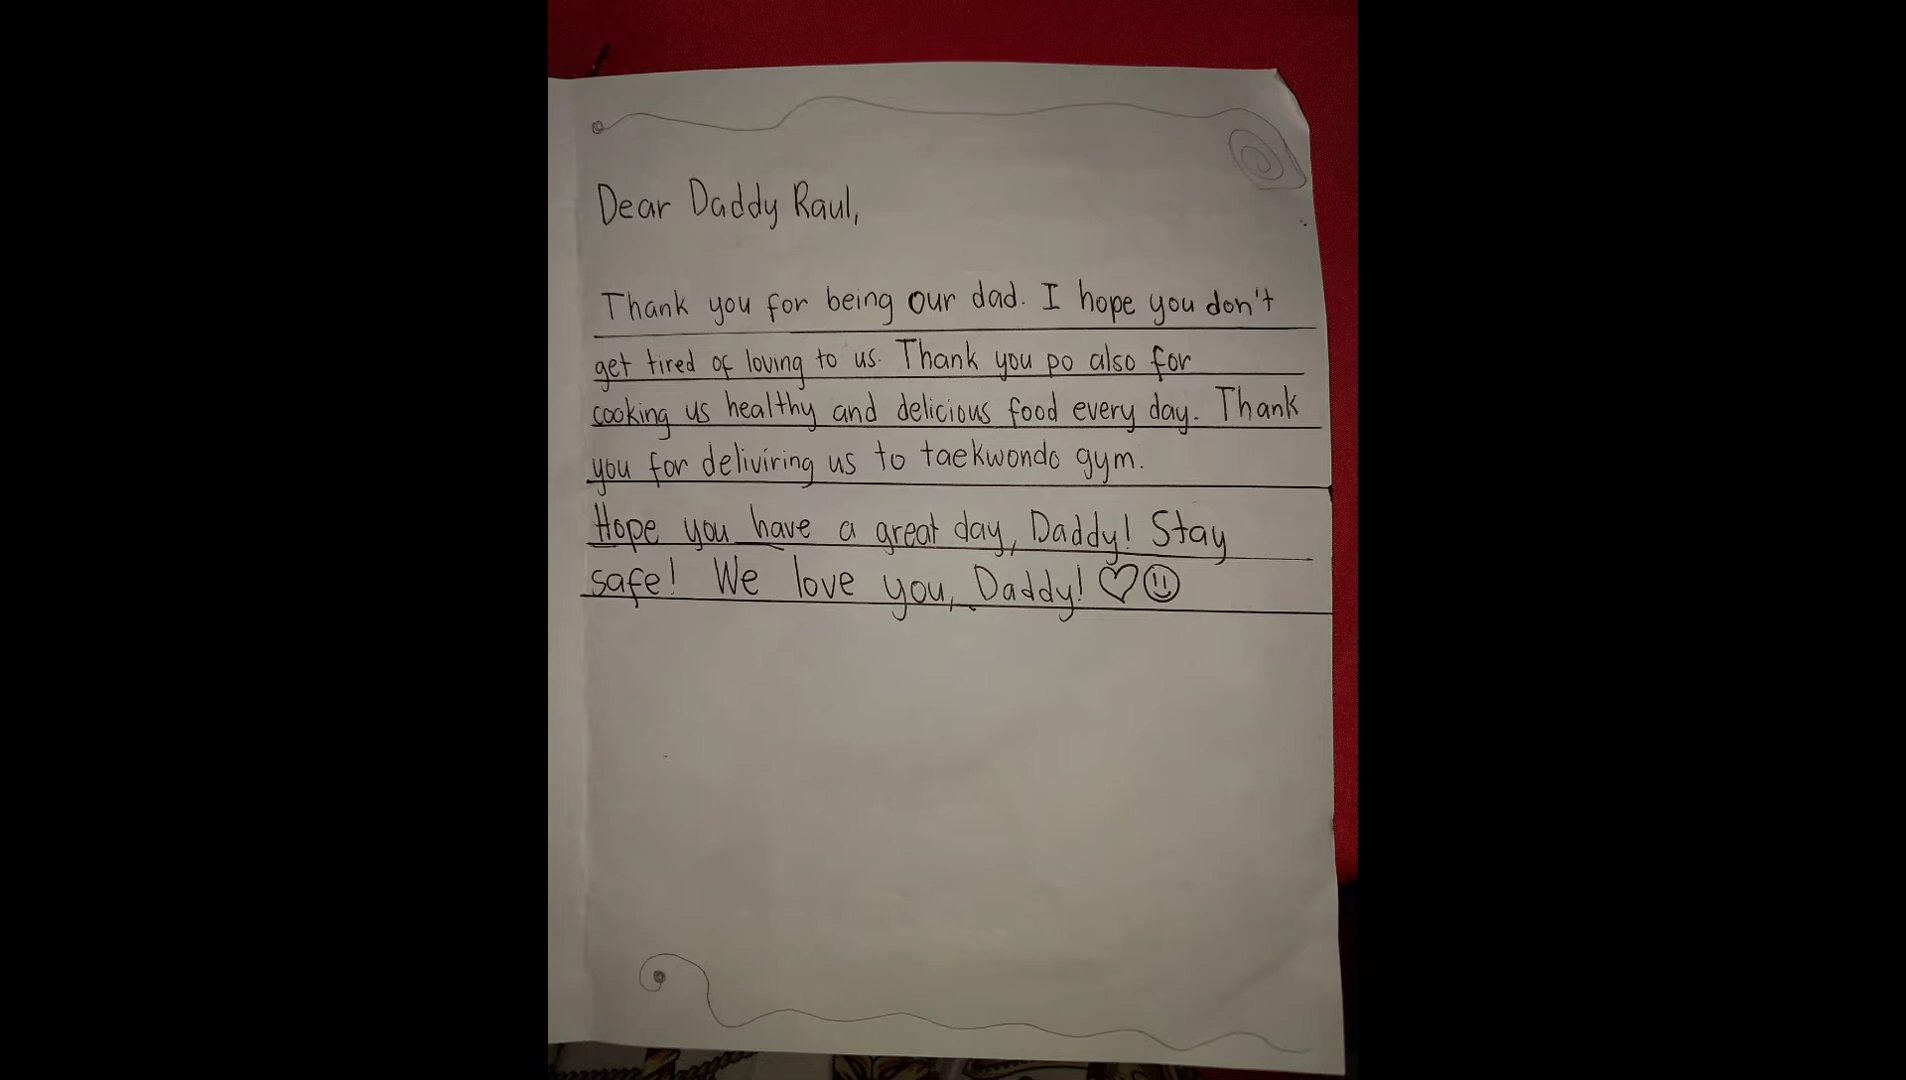 Dear Daddy Raul,
Thank you for being our dad. I hope you don't
get tired of loving to us. Thank you po also for
cooking us healthy and delicious food every day. Thank
you for deliviring us to taekwondo gym.
Hope you have a great day, Daddy! Stay
safe! We love you, Daddy! ♡☺